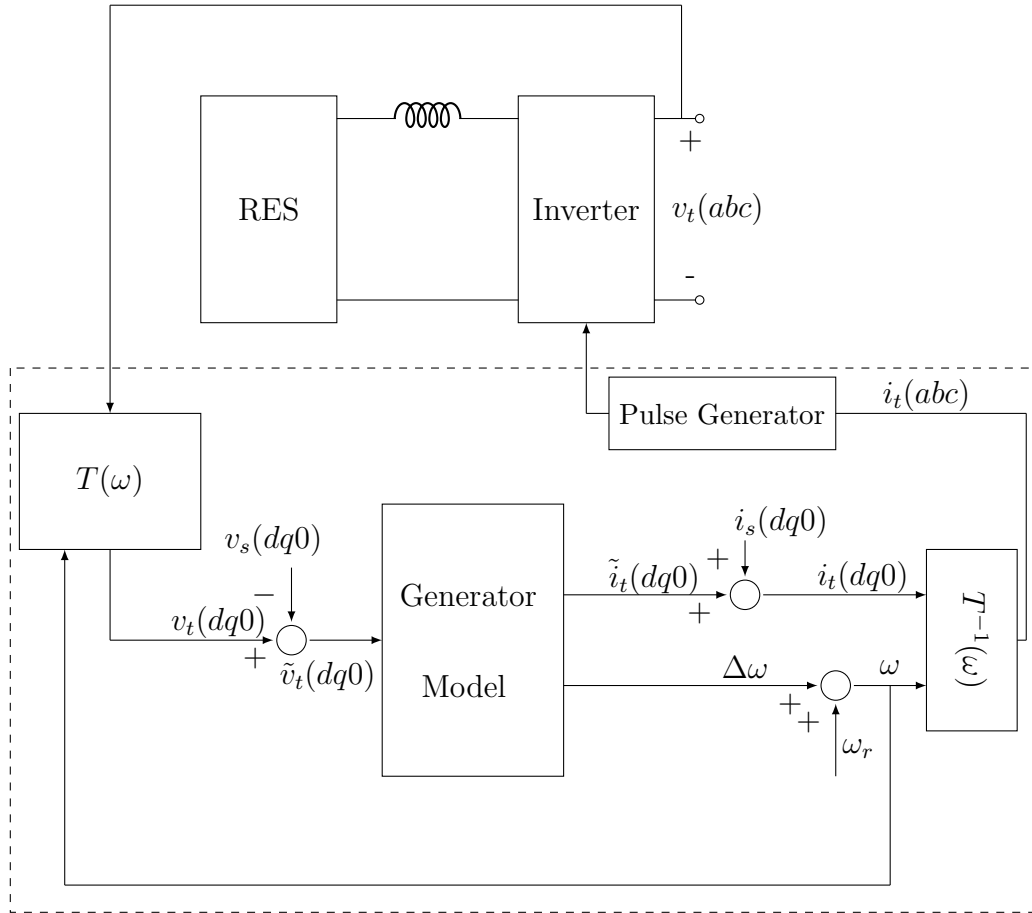 RES
Inverter
+
v_t(abc)
-
Pulse Generator
i_t(abc)
T(ω)
v_s(dq0)
−
v_t(dq0)
+
ṽ_t(dq0)
Generator
Model
i_s(dq0)
+
ĩ_t(dq0)
+
i_t(dq0)
T⁻¹(ω)
Δω
+
+
ω
ω_r